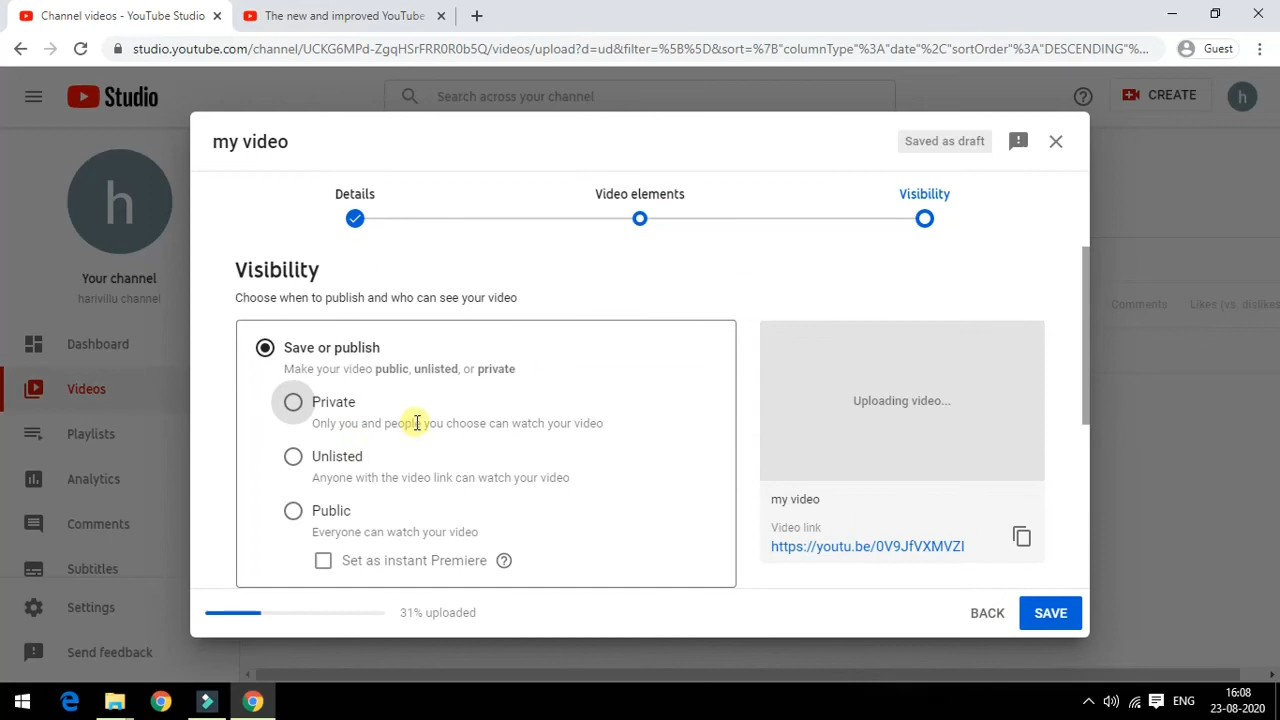 Channel videos - YouTube Studio
The new and improved YouTube
studio.youtube.com/channel/UCKG6MPd-ZgqHSrFRR0R0b5Q/videos/upload?d=ud&filter=%5B%5D&sort=%7B"columnType"%3A"date"%2C"sortOrder"%3A"DESCENDING"%...
Guest
Studio
Search across your channel
CREATE
h
my video
Saved as draft
h
Details
Video elements
Visibility
Your channel
harivillu channel
Visibility
Choose when to publish and who can see your video
Comments
Likes (vs. dislikes
Dashboard
Videos
Playlists
Analytics
Comments
Subtitles
Settings
Send feedback
Save or publish
Make your video public, unlisted, or private
Private
Only you and people you choose can watch your video
Unlisted
Anyone with the video link can watch your video
Public
Everyone can watch your video
Set as instant Premiere
Uploading video...
my video
Video link
https://youtu.be/0V9JfVXMVZI
31% uploaded
BACK
SAVE
ENG
16:08
23-08-2020